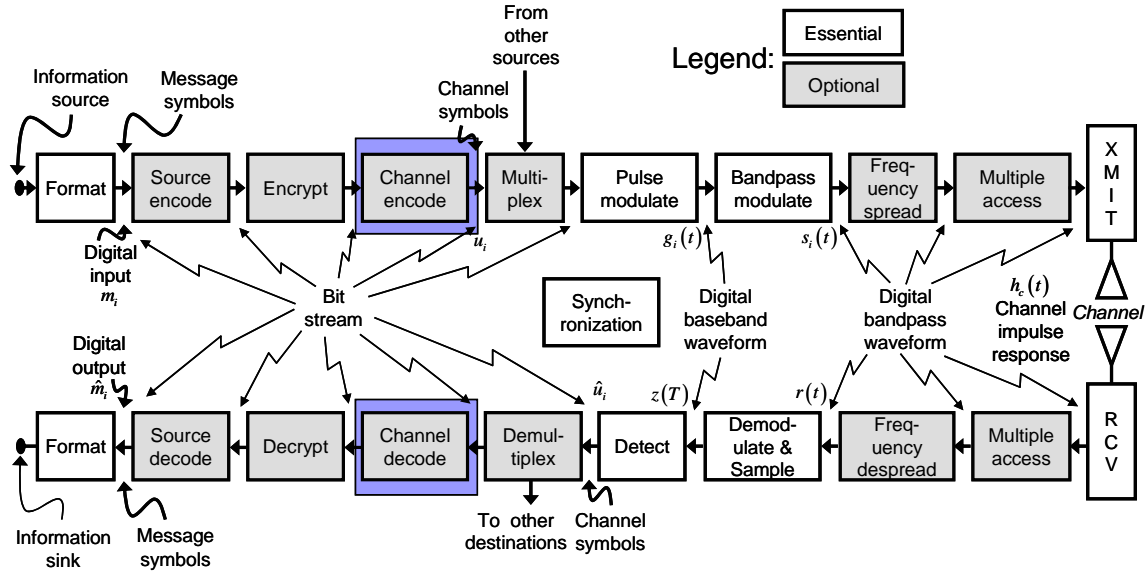 From
other
sources
Legend:
Essential
Optional
Information
source
Message
symbols
Channel
symbols
Format
Source
encode
Encrypt
Channel
encode
Multi-
plex
Pulse
modulate
Bandpass
modulate
Freq-
uency
spread
Multiple
access
X
M
I
T
Digital
input
m_i
u_i
g_i(t)
s_i(t)
Bit
stream
Synch-
ronization
Digital
baseband
waveform
Digital
bandpass
waveform
h_c(t)
Channel
impulse
response
Channel
Digital
output
m̂_i
û_i
z(T)
r(t)
Format
Source
decode
Decrypt
Channel
decode
Demul-
tiplex
Detect
Demod-
ulate &
Sample
Freq-
uency
despread
Multiple
access
R
C
V
Information
sink
Message
symbols
To other
destinations
Channel
symbols